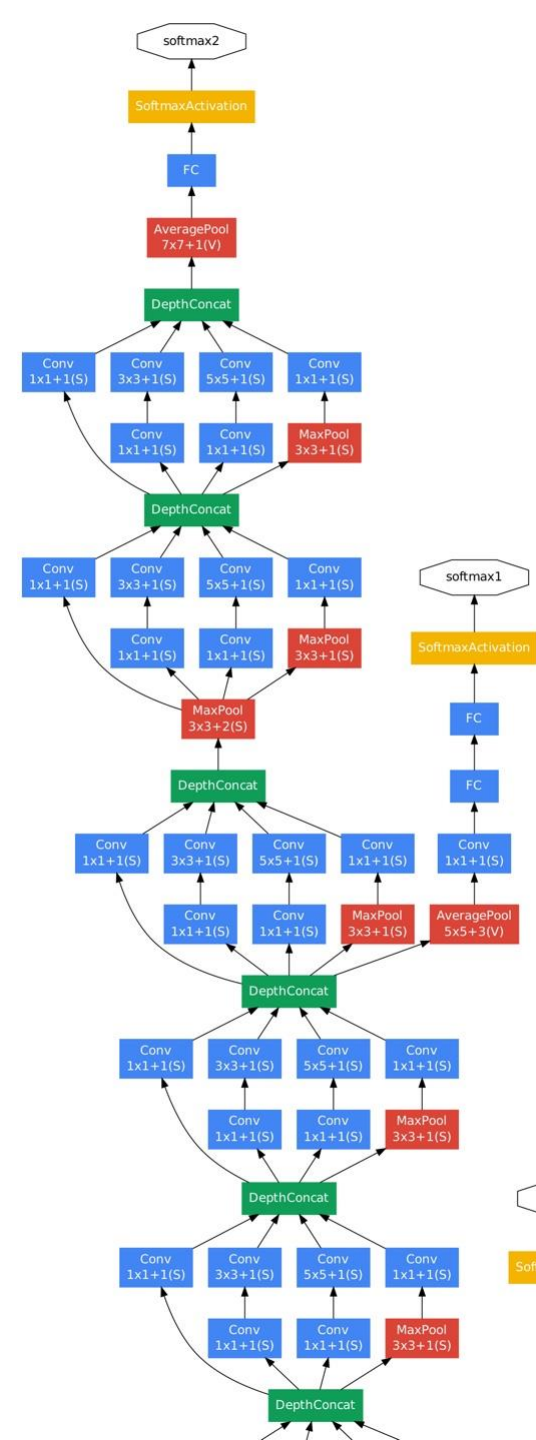 softmax2
SoftmaxActivation
FC
AveragePool
7x7+1(V)
DepthConcat
Conv
1x1+1(S)
Conv
3x3+1(S)
Conv
5x5+1(S)
Conv
1x1+1(S)
Conv
1x1+1(S)
Conv
1x1+1(S)
MaxPool
3x3+1(S)
DepthConcat
Conv
1x1+1(S)
Conv
3x3+1(S)
Conv
5x5+1(S)
Conv
1x1+1(S)
softmax1
Conv
1x1+1(S)
Conv
1x1+1(S)
MaxPool
3x3+1(S)
SoftmaxActivation
MaxPool
3x3+2(S)
FC
DepthConcat
FC
Conv
1x1+1(S)
Conv
3x3+1(S)
Conv
5x5+1(S)
Conv
1x1+1(S)
Conv
1x1+1(S)
Conv
1x1+1(S)
Conv
1x1+1(S)
MaxPool
3x3+1(S)
AveragePool
5x5+3(V)
DepthConcat
Conv
1x1+1(S)
Conv
3x3+1(S)
Conv
5x5+1(S)
Conv
1x1+1(S)
Conv
1x1+1(S)
Conv
1x1+1(S)
MaxPool
3x3+1(S)
DepthConcat
Conv
1x1+1(S)
Conv
3x3+1(S)
Conv
5x5+1(S)
Conv
1x1+1(S)
Conv
1x1+1(S)
Conv
1x1+1(S)
MaxPool
3x3+1(S)
DepthConcat